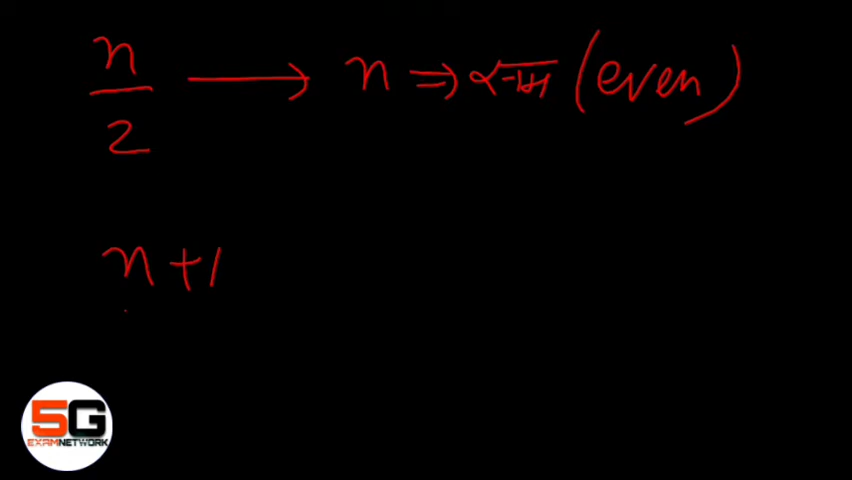 n/2 → n ⇒ सम (even)
n+1
5G
EXAMNETWORK